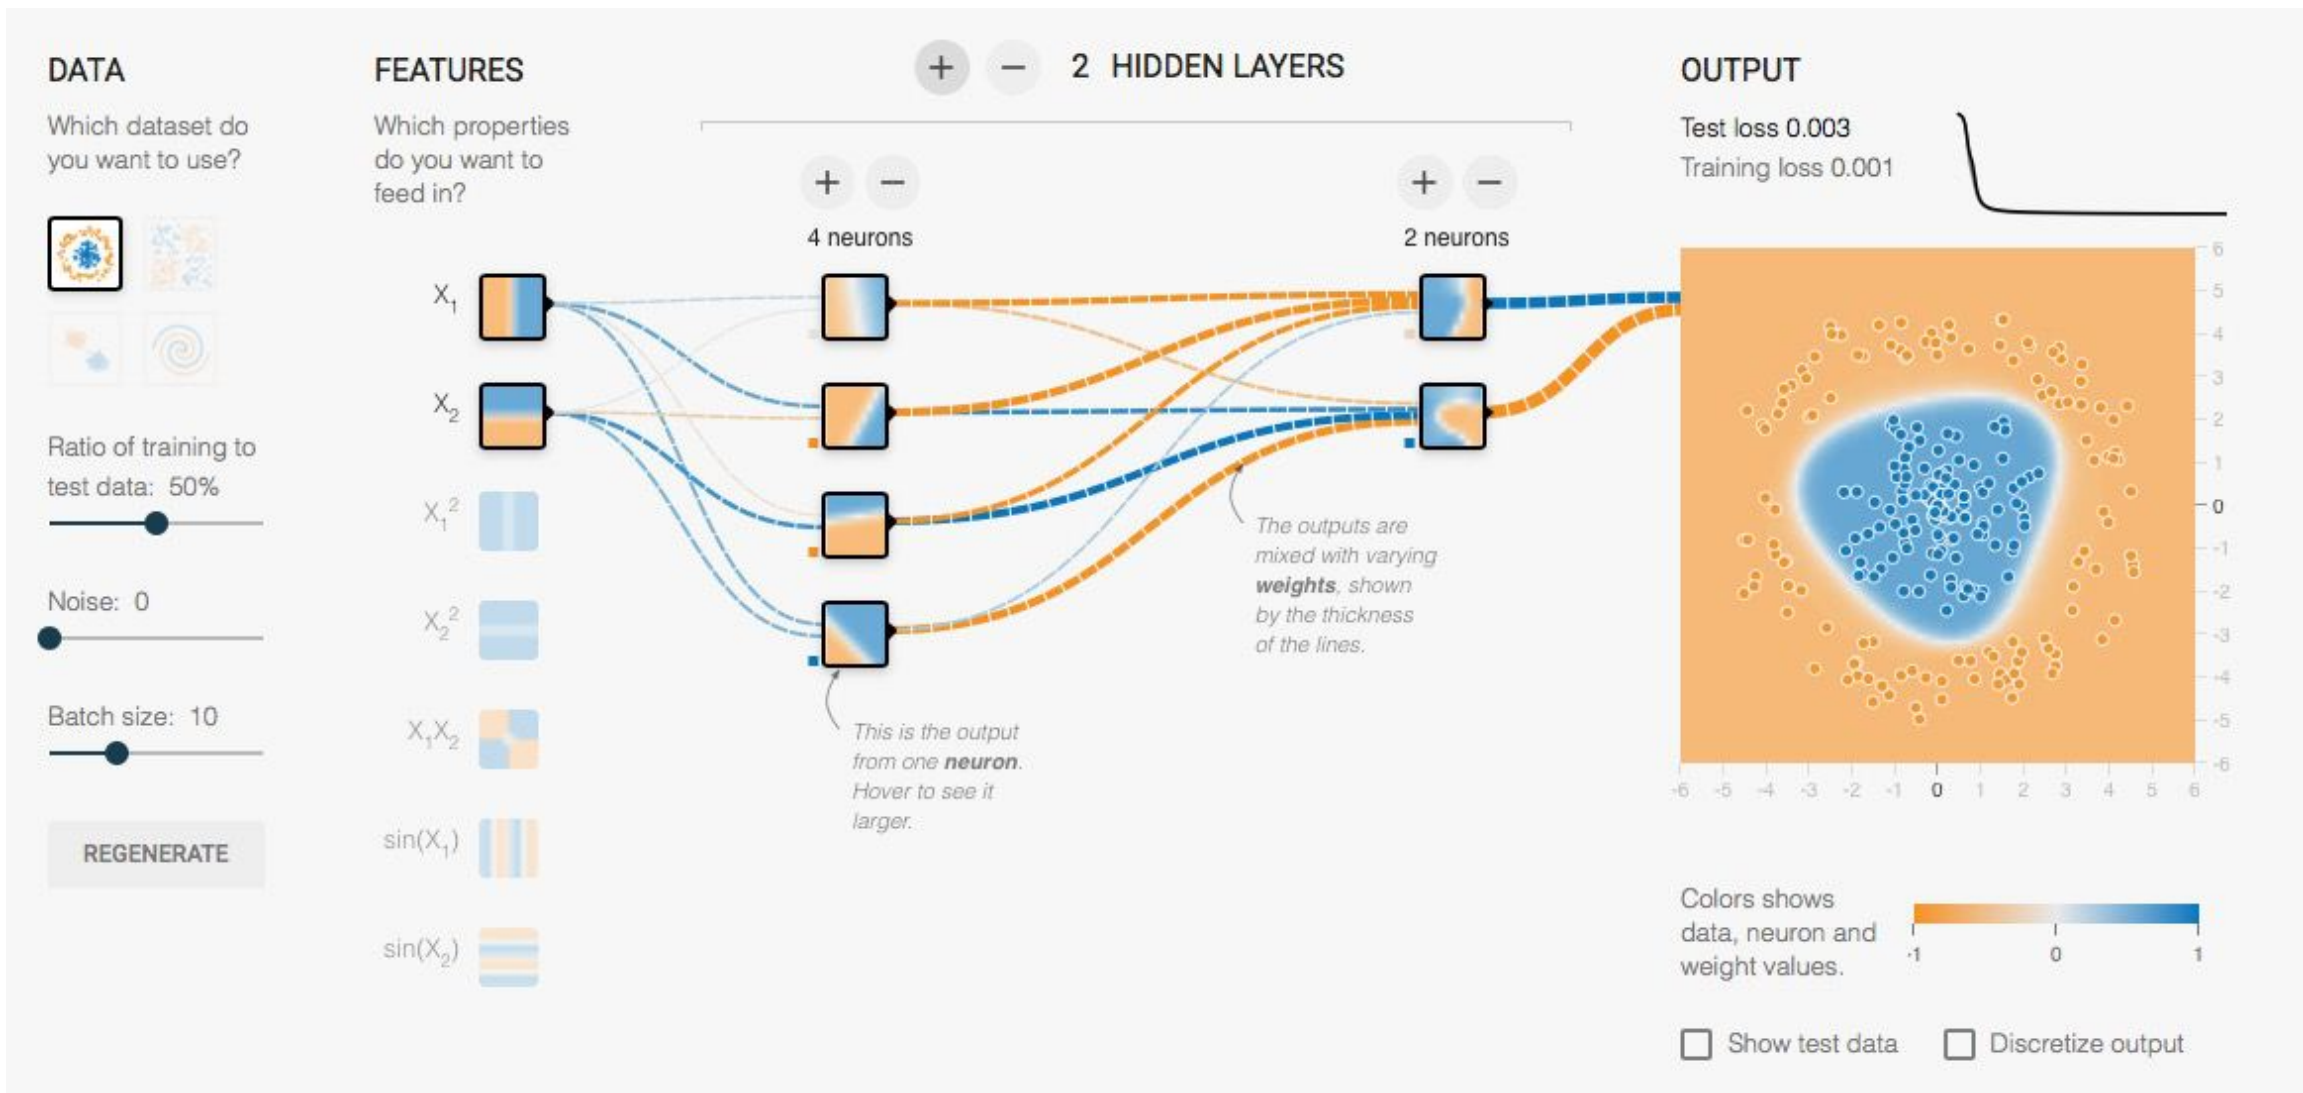 DATA
Which dataset do
you want to use?
Ratio of training to
test data: 50%
Noise: 0
Batch size: 10
REGENERATE
FEATURES
Which properties
do you want to
feed in?
X1
X2
X1^2
X2^2
X1X2
sin(X1)
sin(X2)
+ − 2 HIDDEN LAYERS
+ −
4 neurons
+ −
2 neurons
This is the output
from one neuron.
Hover to see it
larger.
The outputs are
mixed with varying
weights, shown
by the thickness
of the lines.
OUTPUT
Test loss 0.003
Training loss 0.001
6
5
4
3
2
1
0
-1
-2
-3
-4
-5
-6
-6 -5 -4 -3 -2 -1 0 1 2 3 4 5 6
Colors shows
data, neuron and
weight values.
-1 0 1
Show test data
Discretize output